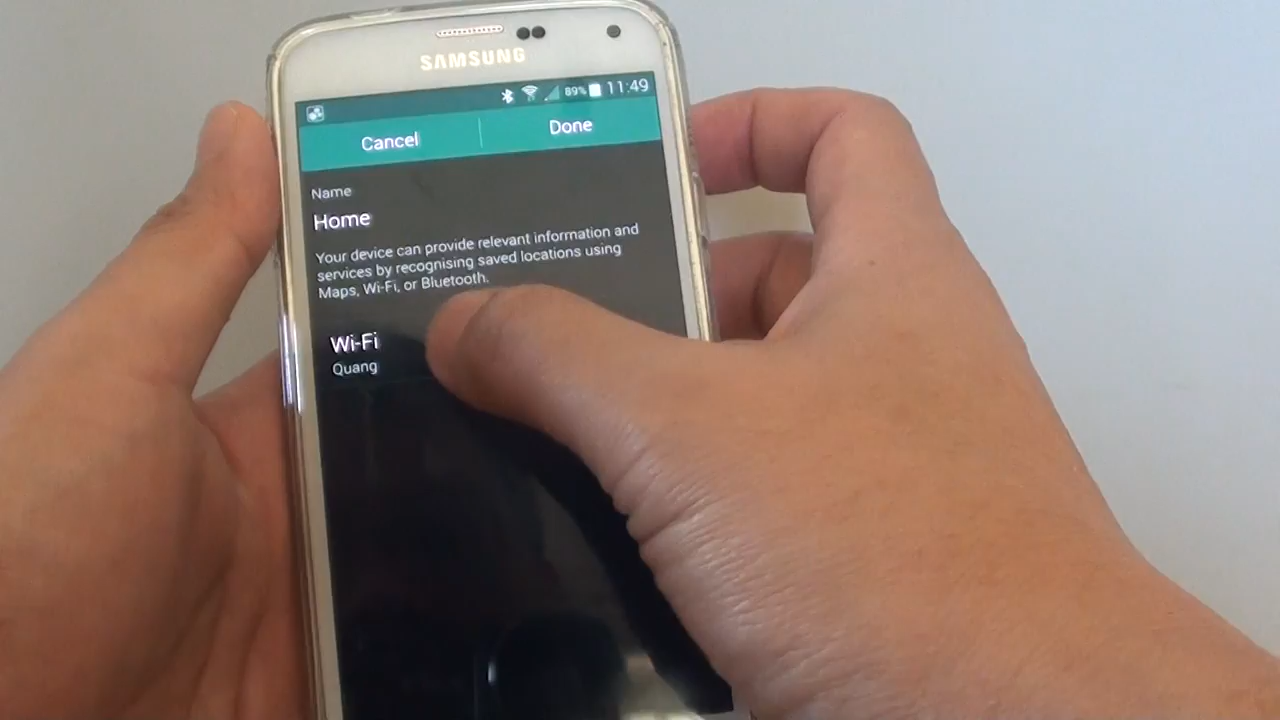 SAMSUNG
89% 11:49
Cancel Done
Name
Home
Your device can provide relevant information and
services by recognising saved locations using
Maps, Wi-Fi, or Bluetooth.
Wi-Fi
Quang